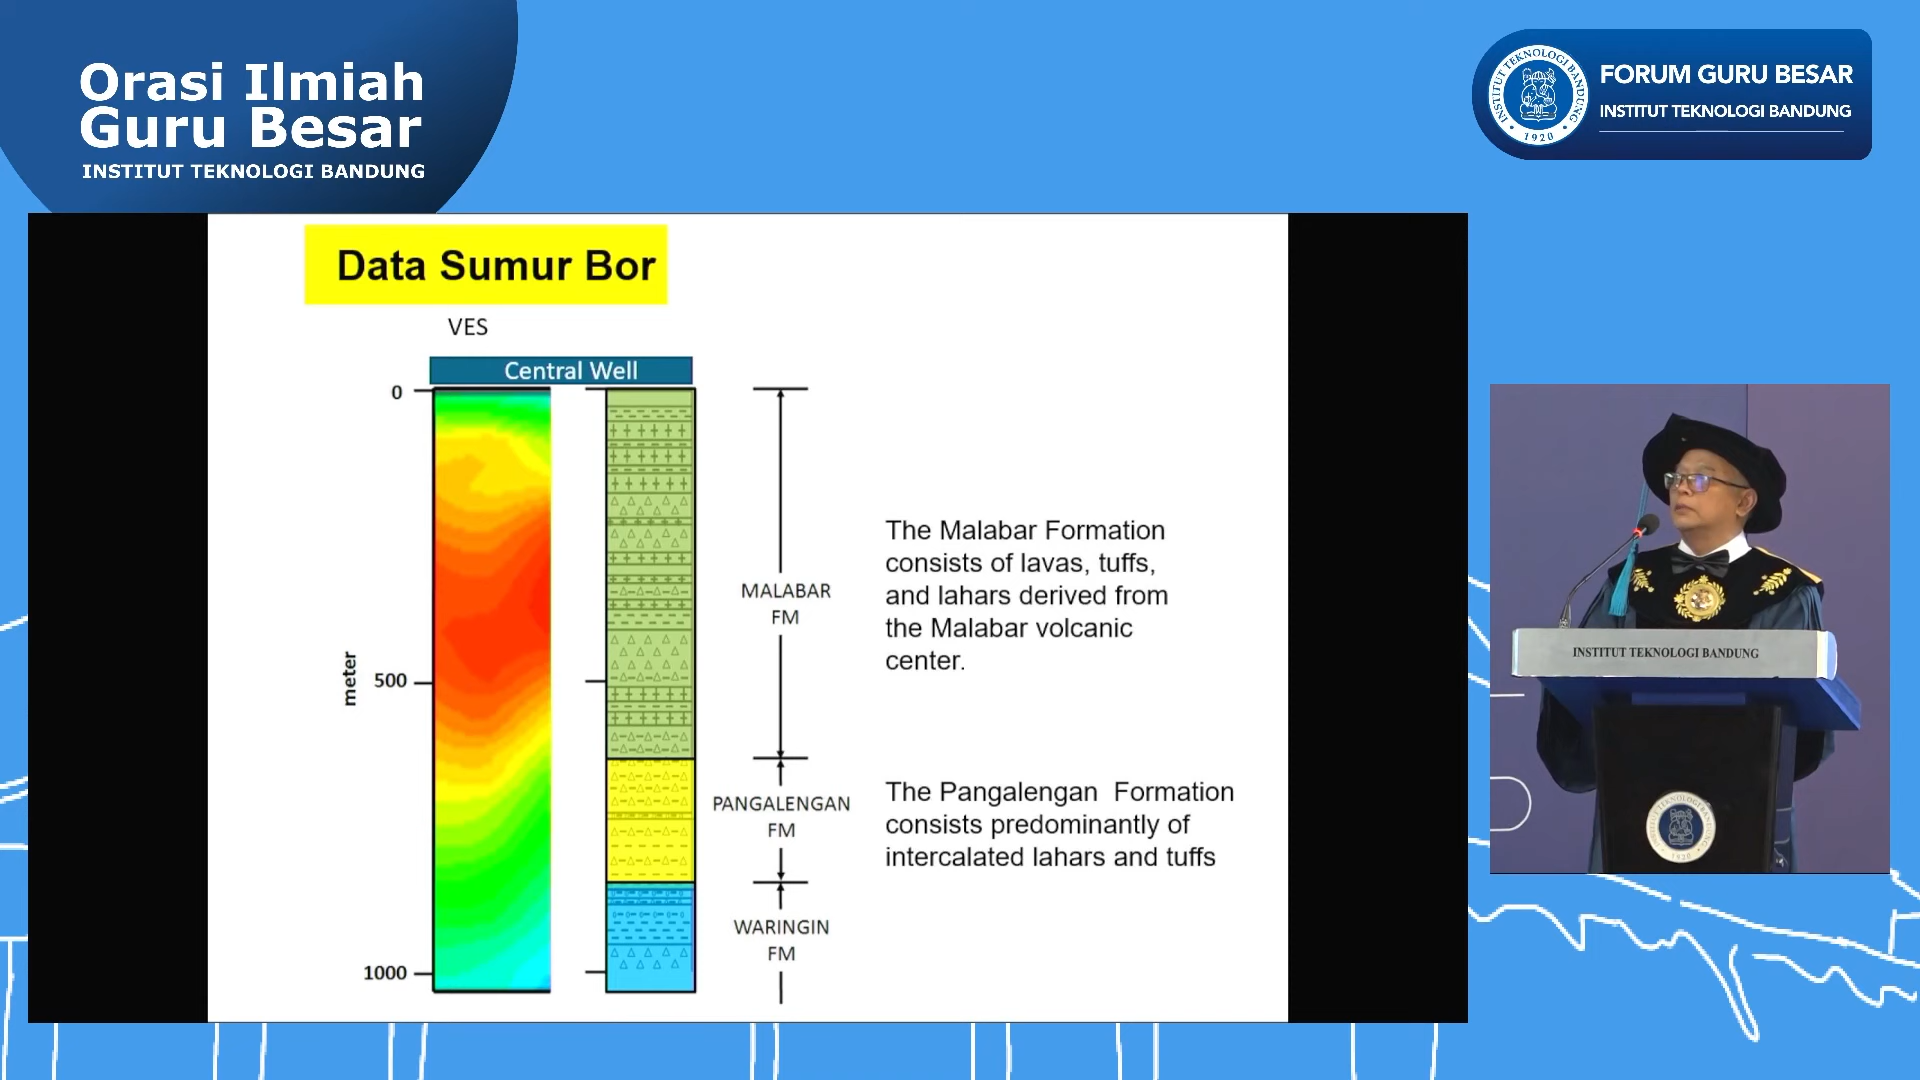 Orasi Ilmiah
Guru Besar
INSTITUT TEKNOLOGI BANDUNG
INSTITUT TEKNOLOGI BANDUNG
1920
FORUM GURU BESAR
INSTITUT TEKNOLOGI BANDUNG
Data Sumur Bor
VES
Central Well
0
500
1000
meter
MALABAR
FM
PANGALENGAN
FM
WARINGIN
FM
The Malabar Formation
consists of lavas, tuffs,
and lahars derived from
the Malabar volcanic
center.
The Pangalengan  Formation
consists predominantly of
intercalated lahars and tuffs
INSTITUT TEKNOLOGI BANDUNG